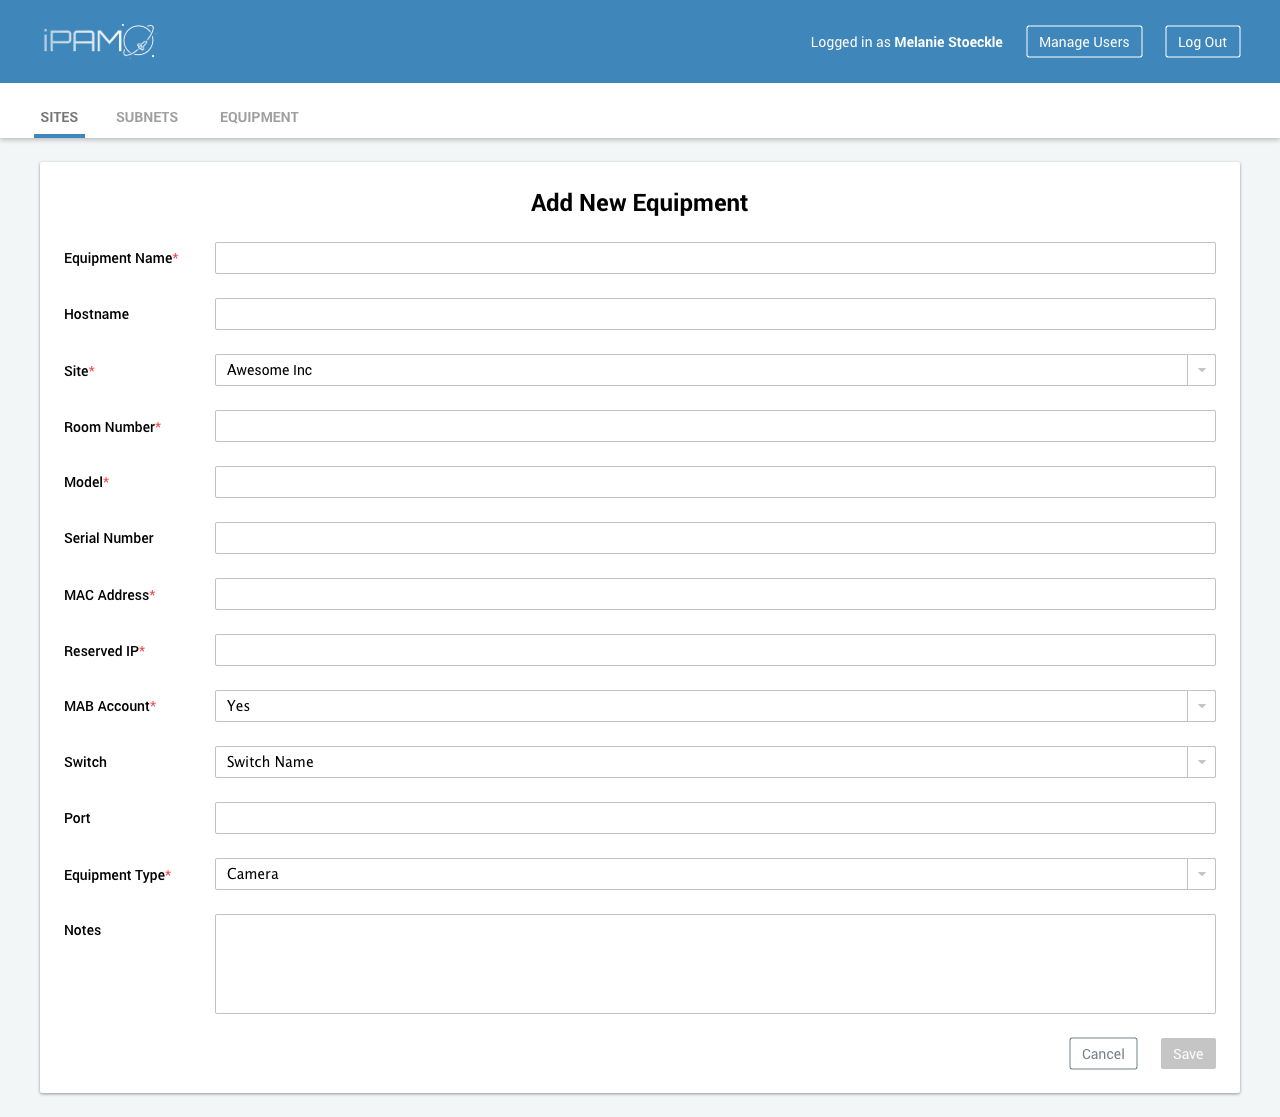 iPAM
Logged in as Melanie Stoeckle
Manage Users
Log Out
SITES
SUBNETS
EQUIPMENT
Add New Equipment
Equipment Name*
Hostname
Site*
Awesome Inc
Room Number*
Model*
Serial Number
MAC Address*
Reserved IP*
MAB Account*
Yes
Switch
Switch Name
Port
Equipment Type*
Camera
Notes
Cancel
Save